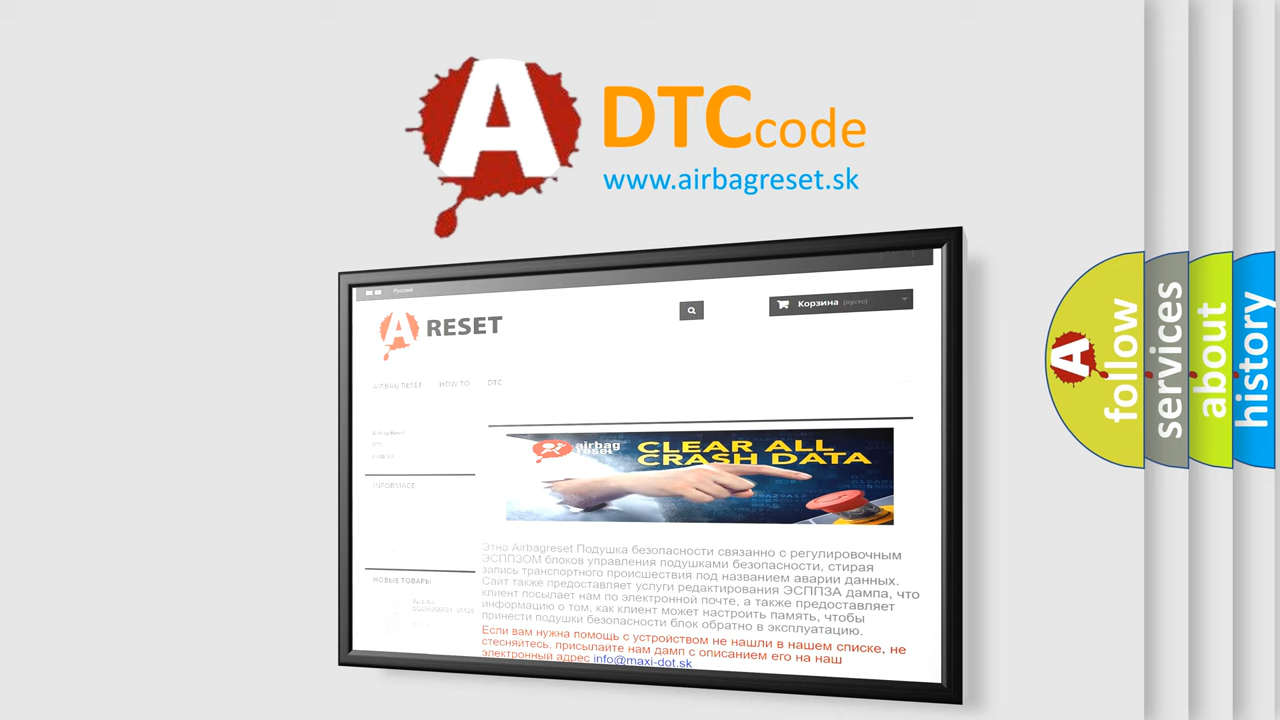 A DTCcode
www.airbagreset.sk
Русский
Корзина (пусто)
A RESET
AIRBAG RESET HOW TO DTC
INFORMACE
airbag reset
CLEAR ALL
CRASH DATA
Этно Airbagreset Подушка безопасности связанно с регулировочным
ЭСППЗОМ блоков управления подушками безопасности, стирая
запись транспортного происшествия под названием аварии данных.
Сайт также предоставляет услуги редактирования ЭСППЗА дампа, что
клиент посылает нам по электронной почте, а также предоставляет
информацию о том, как клиент может настроить память, чтобы
принести подушки безопасности блок обратно в эксплуатацию.
Если вам нужна помощь с устройством не нашли в нашем списке, не
стесняйтесь, присылайте нам дамп с описанием его на наш
электронный адрес info@maxi-dot.sk
НОВЫЕ ТОВАРЫ
A follow
services
about
history